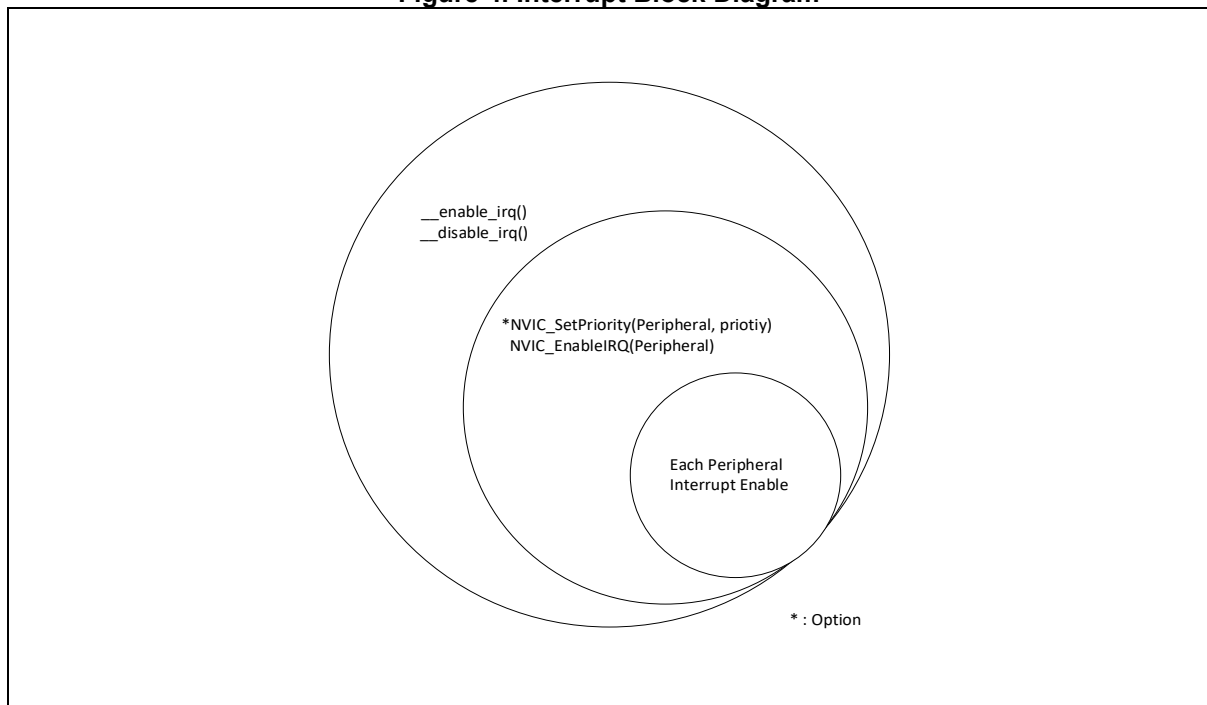 Figure 4. Interrupt Block Diagram
__enable_irq()
__disable_irq()
*NVIC_SetPriority(Peripheral, priotiy)
NVIC_EnableIRQ(Peripheral)
Each Peripheral
Interrupt Enable
* : Option